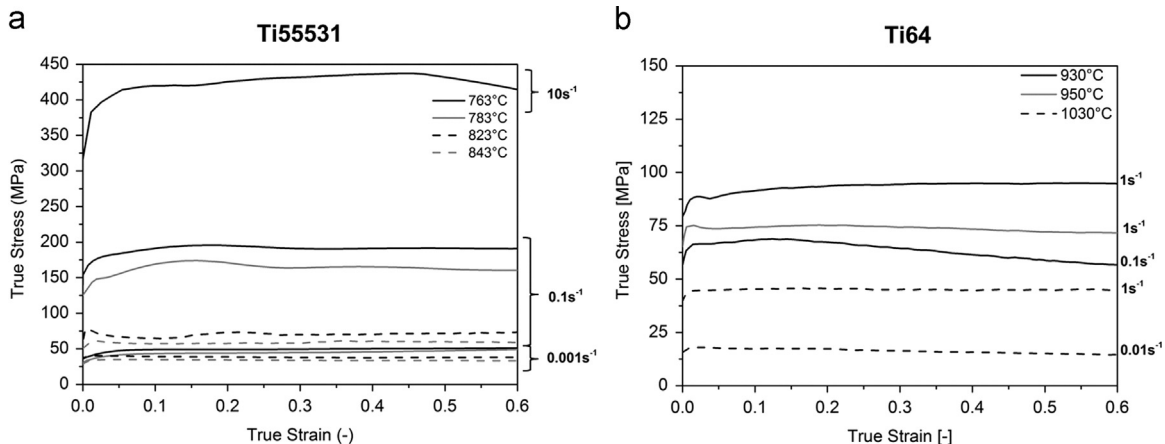 a
Ti55531
450
400
350
300
250
200
150
100
50
0
True Stress (MPa)
763°C
783°C
823°C
843°C
10s⁻¹
0.1s⁻¹
0.001s⁻¹
0.0 0.1 0.2 0.3 0.4 0.5 0.6
True Strain (-)
b
Ti64
150
125
100
75
50
25
0
True Stress [MPa]
930°C
950°C
1030°C
1s⁻¹
1s⁻¹
0.1s⁻¹
1s⁻¹
0.01s⁻¹
0.0 0.1 0.2 0.3 0.4 0.5 0.6
True Strain [-]